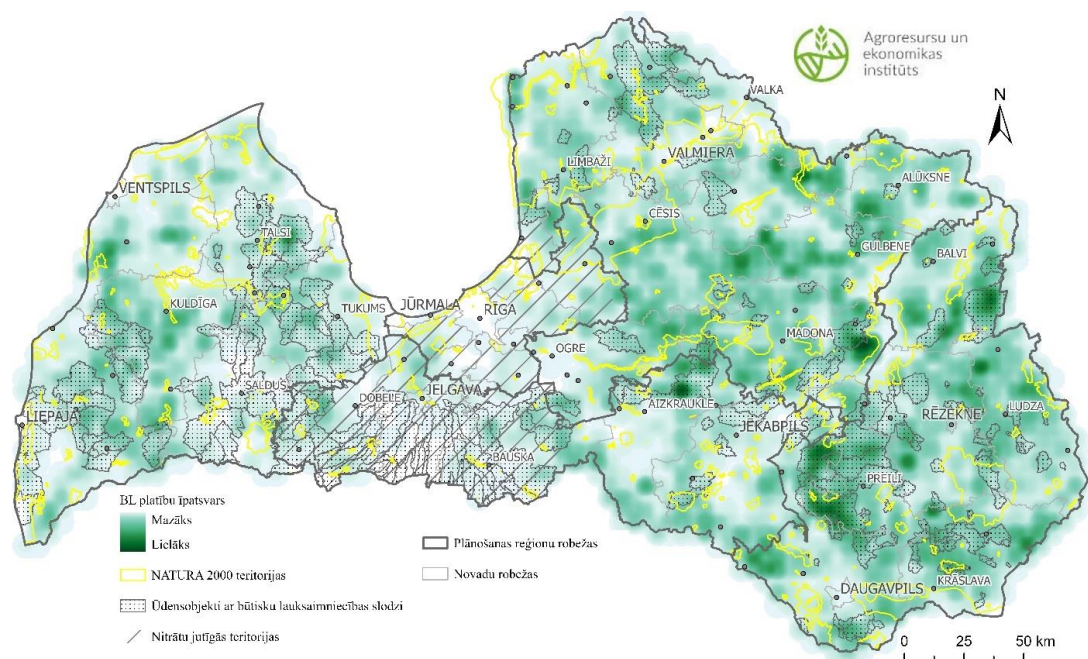 Agroresursu un
ekonomikas
institūts
N
VALKA
VALMIERA
LIMBAŽI
ALŪKSNE
VENTSPILS
CĒSIS
TALSI
GULBENE
BALVI
KULDĪGA
TUKUMS
JŪRMALA
RĪGA
OGRE
MADONA
SALDUS
JELGAVA
DOBELE
AIZKRAUKLE
LIEPĀJA
JĒKABPILS
RĒZEKNE
LUDZA
BAUSKA
PREIĻI
BL platību īpatsvars
Mazāks
Lielāks
NATURA 2000 teritorijas
Ūdensobjekti ar būtisku lauksaimniecības slodzi
Nitrātu jutīgās teritorijas
Plānošanas reģionu robežas
Novadu robežas
DAUGAVPILS
KRĀSLAVA
0 25 50 km